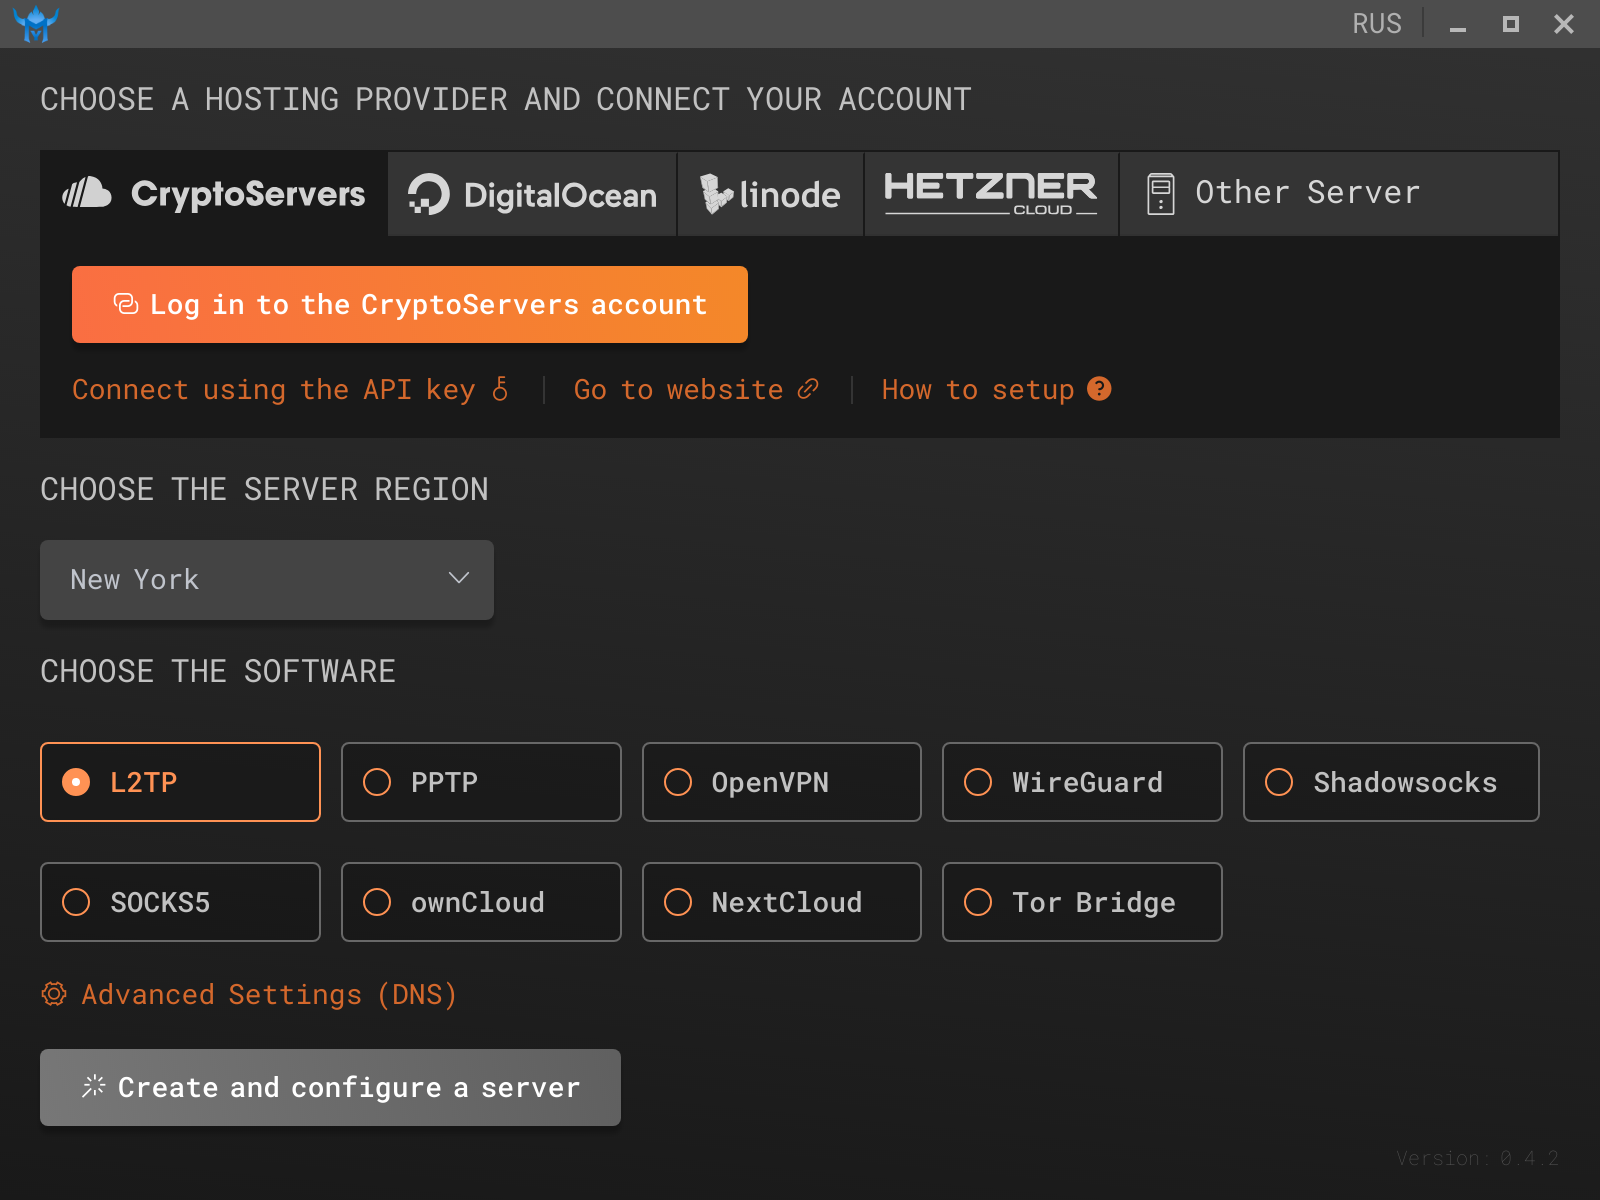 RUS
CHOOSE A HOSTING PROVIDER AND CONNECT YOUR ACCOUNT
CryptoServers DigitalOcean linode HETZNER CLOUD Other Server
Log in to the CryptoServers account
Connect using the API key Go to website How to setup ?
CHOOSE THE SERVER REGION
New York
CHOOSE THE SOFTWARE
L2TP PPTP OpenVPN WireGuard Shadowsocks
SOCKS5 ownCloud NextCloud Tor Bridge
Advanced Settings (DNS)
Create and configure a server
Version: 0.4.2